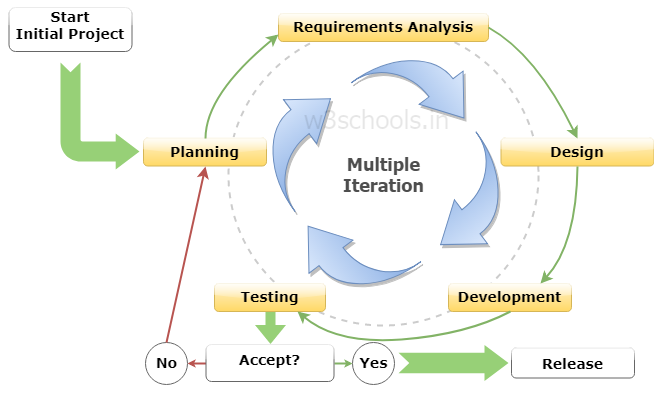 Start
Initial Project
Requirements Analysis
w3schools.in
Planning
Design
Multiple
Iteration
Testing
Development
No
Accept?
Yes
Release